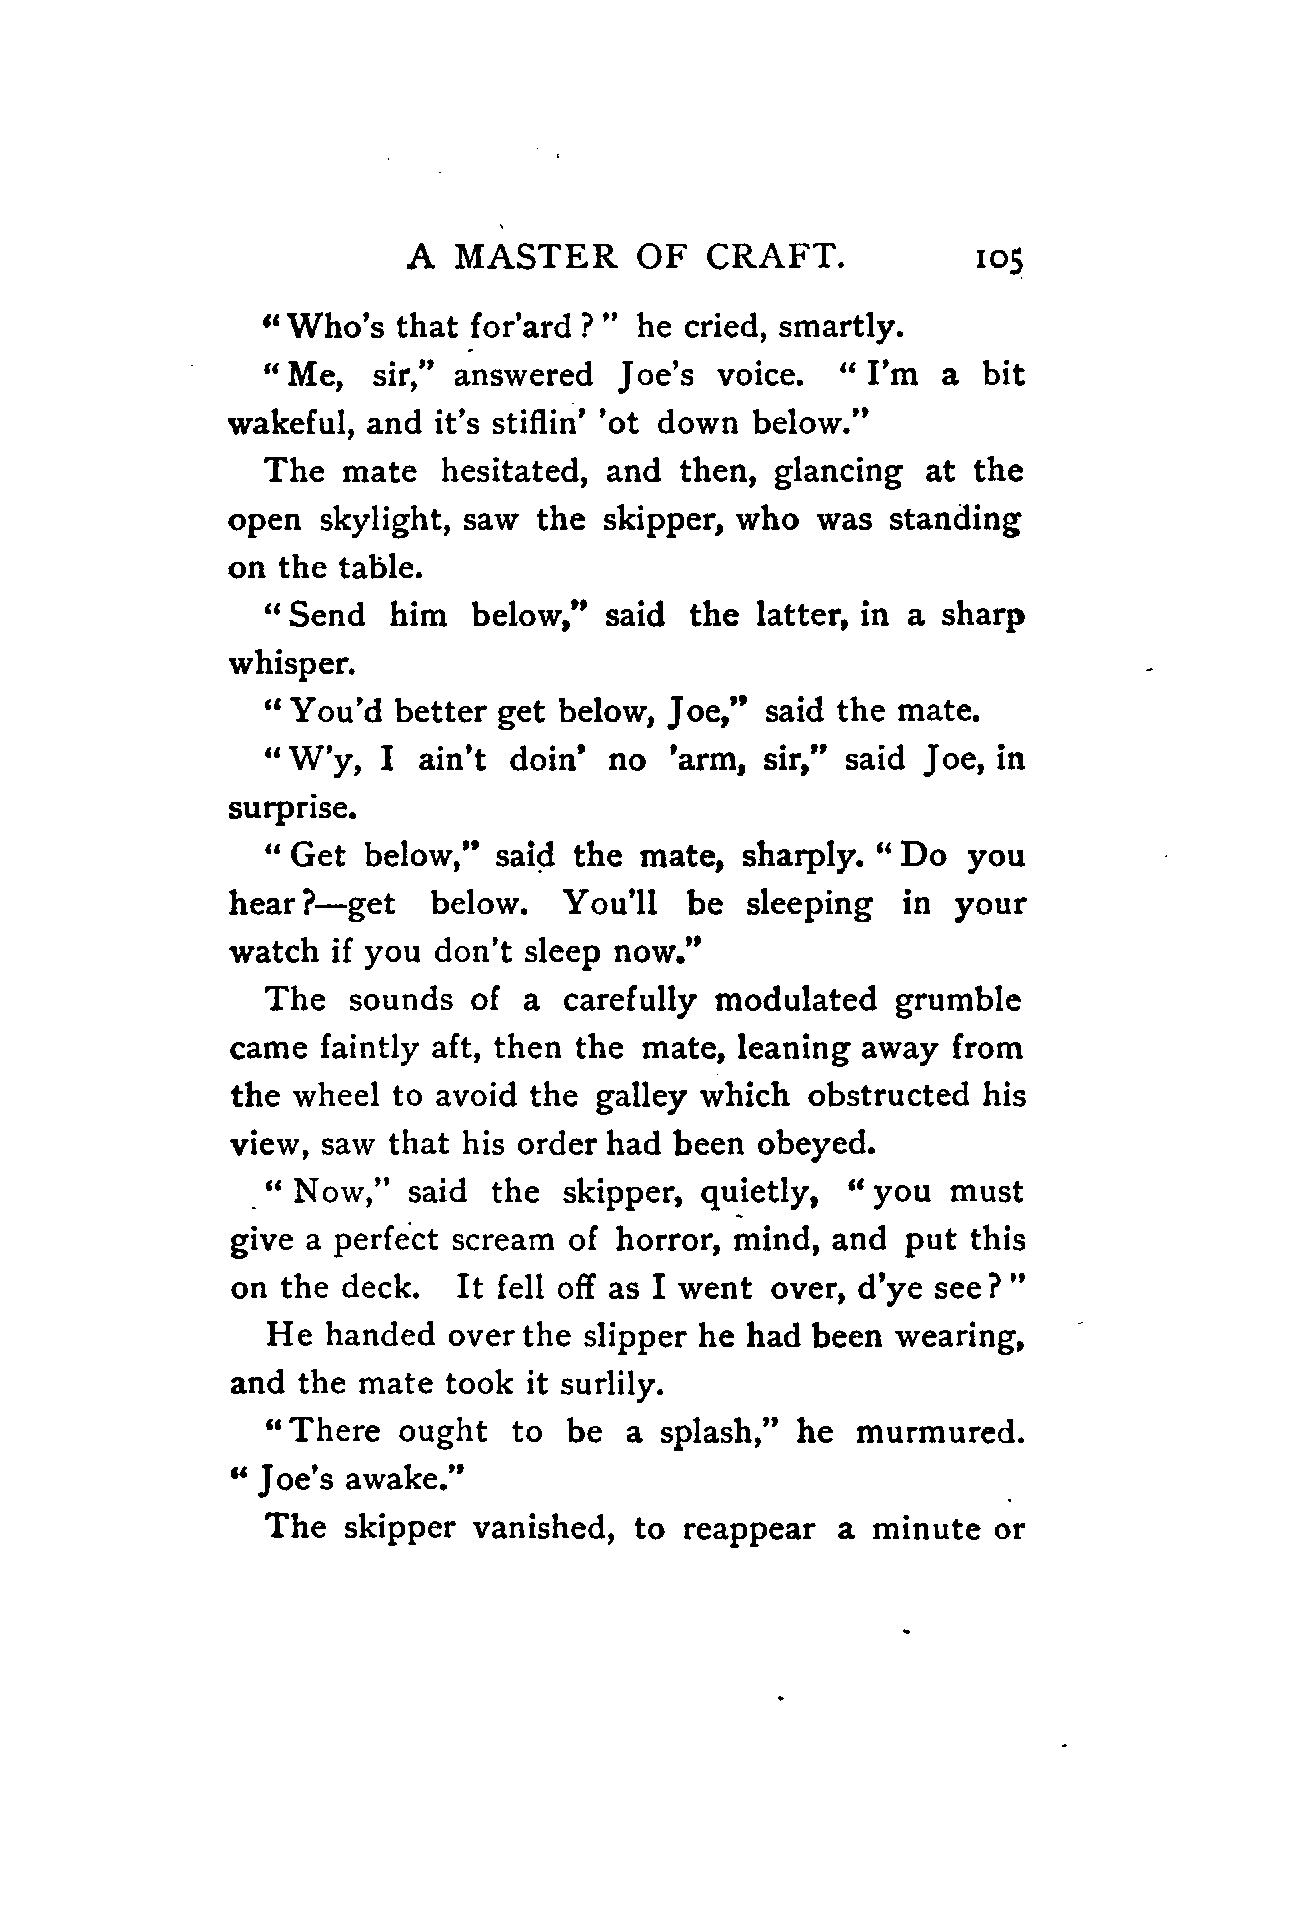 A MASTER OF CRAFT. 105
"Who's that for'ard?" he cried, smartly.
"Me, sir," answered Joe's voice. "I'm a bit
wakeful, and it's stiflin' 'ot down below."
The mate hesitated, and then, glancing at the
open skylight, saw the skipper, who was standing
on the table.
"Send him below," said the latter, in a sharp
whisper.
"You'd better get below, Joe," said the mate.
"W'y, I ain't doin' no 'arm, sir," said Joe, in
surprise.
"Get below," said the mate, sharply. "Do you
hear?—get below. You'll be sleeping in your
watch if you don't sleep now."
The sounds of a carefully modulated grumble
came faintly aft, then the mate, leaning away from
the wheel to avoid the galley which obstructed his
view, saw that his order had been obeyed.
"Now," said the skipper, quietly, "you must
give a perfect scream of horror, mind, and put this
on the deck. It fell off as I went over, d'ye see?"
He handed over the slipper he had been wearing,
and the mate took it surlily.
"There ought to be a splash," he murmured.
"Joe's awake."
The skipper vanished, to reappear a minute or